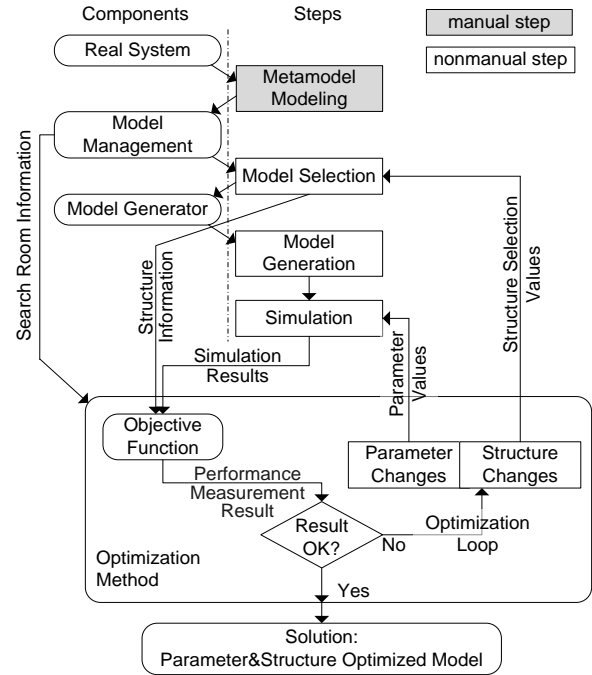 Components
Steps
manual step
nonmanual step
Real System
Metamodel
Modeling
Model
Management
Model Selection
Model Generator
Model
Generation
Simulation
Search Room Information
Structure
Information
Simulation
Results
Parameter
Values
Structure Selection
Values
Objective
Function
Parameter
Changes
Structure
Changes
Performance
Measurement
Result
Result
OK?
No
Optimization
Loop
Optimization
Method
Yes
Solution:
Parameter&Structure Optimized Model